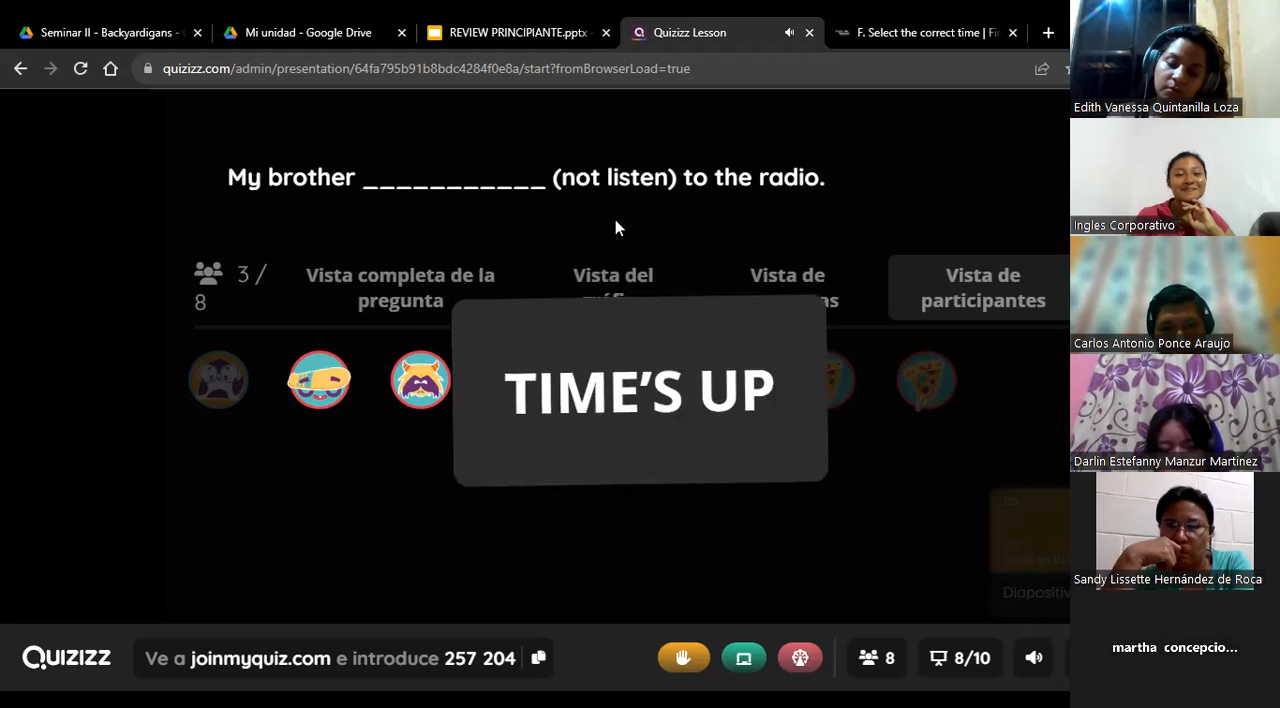 Seminar II - Backyardigans -
Mi unidad - Google Drive
REVIEW PRINCIPIANTE.pptx -
Quizizz Lesson
F. Select the correct time | Fi
quizizz.com/admin/presentation/64fa795b91b8bdc4284f0e8a/start?fromBrowserLoad=true
Edith Vanessa Quintanilla Loza
My brother ___________ (not listen) to the radio.
Ingles Corporativo
3 /
8
Vista completa de la
pregunta
Vista del
Vista de
Vista de
participantes
Carlos Antonio Ponce Araujo
TIME'S UP
Darlin Estefanny Manzur Martinez
Sandy Lissette Hernández de Roca
Diapositiv
martha concepcio...
QUIZIZZ
Ve a joinmyquiz.com e introduce 257 204
8
8/10